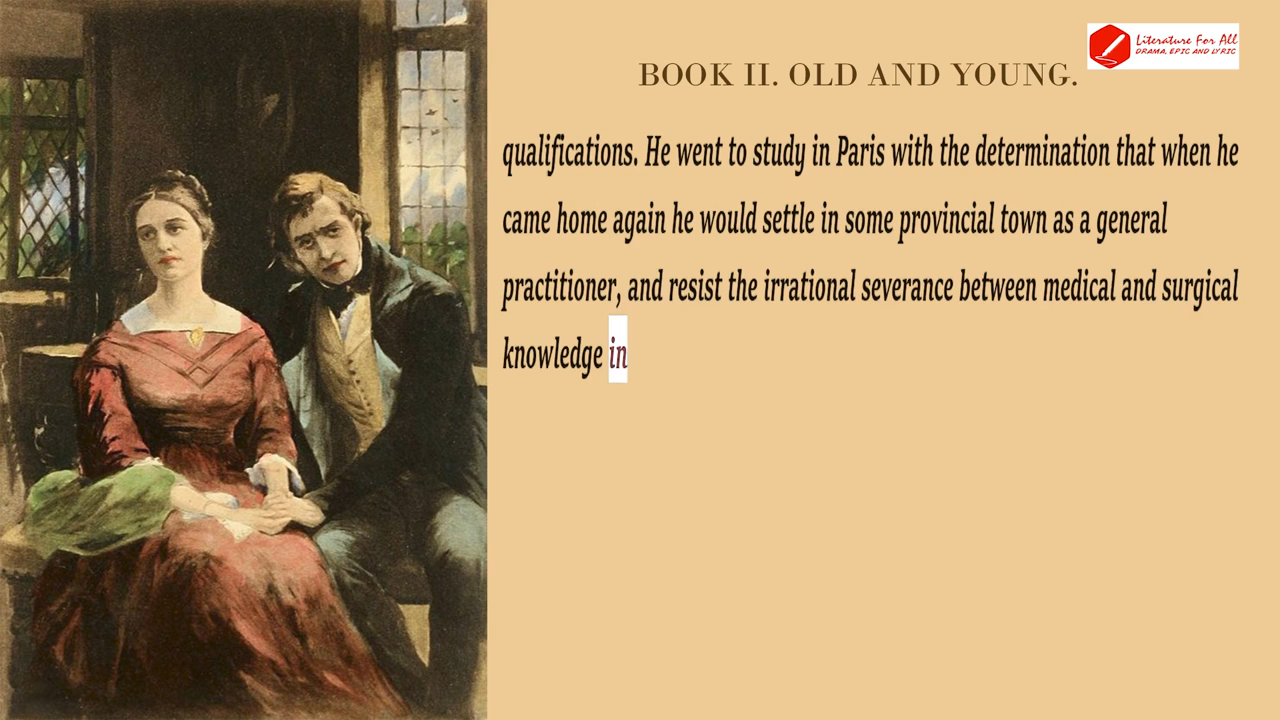 Literature For All
DRAMA, EPIC AND LYRIC
BOOK II. OLD AND YOUNG.
qualifications. He went to study in Paris with the determination that when he
came home again he would settle in some provincial town as a general
practitioner, and resist the irrational severance between medical and surgical
knowledge in